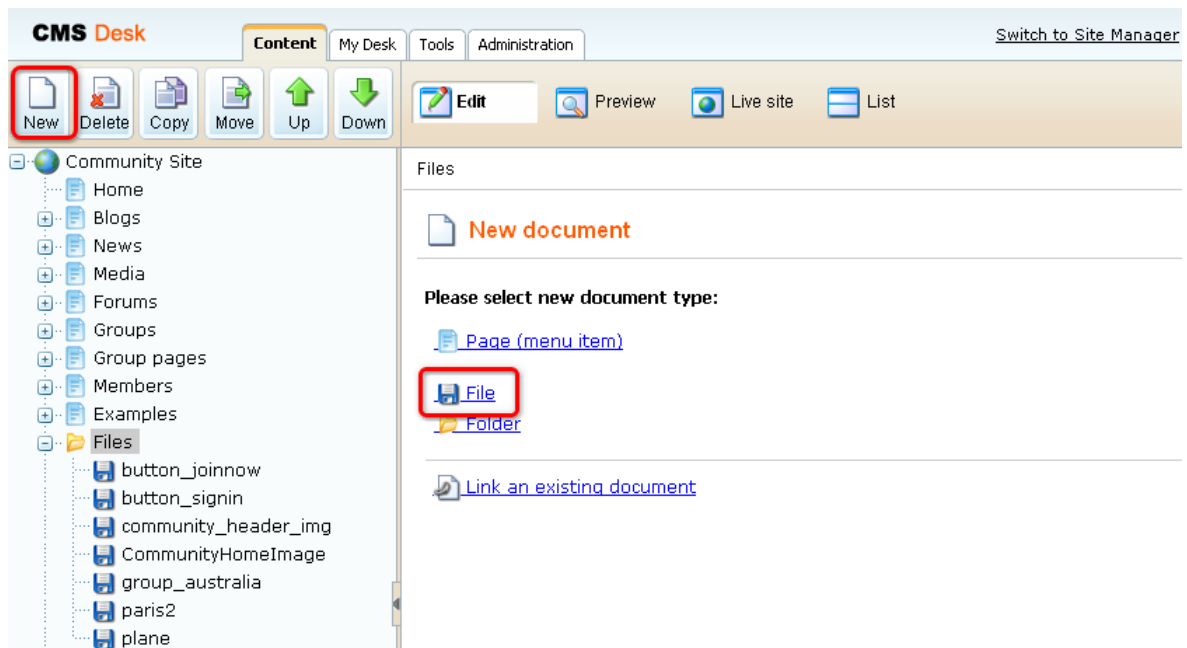 CMS Desk
Content My Desk Tools Administration
Switch to Site Manager
New Delete Copy Move Up Down
Edit Preview Live site List
Community Site
Home
Blogs
News
Media
Forums
Groups
Group pages
Members
Examples
Files
button_joinnow
button_signin
community_header_img
CommunityHomeImage
group_australia
paris2
plane
Files
New document
Please select new document type:
Page (menu item)
File
Folder
Link an existing document